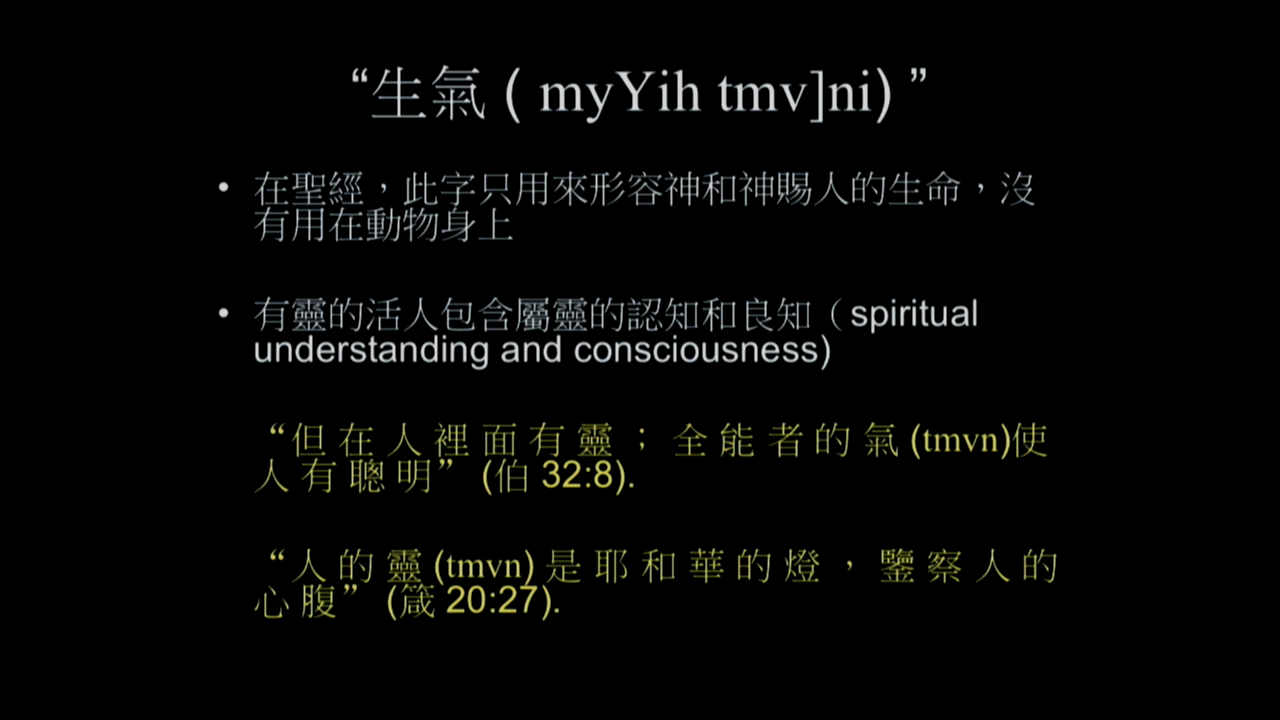 “生氣 ( myYih tmv]ni) ”
• 在聖經，此字只用來形容神和神賜人的生命，沒
有用在動物身上
• 有靈的活人包含屬靈的認知和良知（spiritual
understanding and consciousness)
“但 在 人 裡 面 有 靈 ； 全 能 者 的 氣 (tmvn)使
人 有 聰 明” (伯 32:8).
“人 的 靈 (tmvn) 是 耶 和 華 的 燈 ， 鑒 察 人 的
心 腹” (箴 20:27).